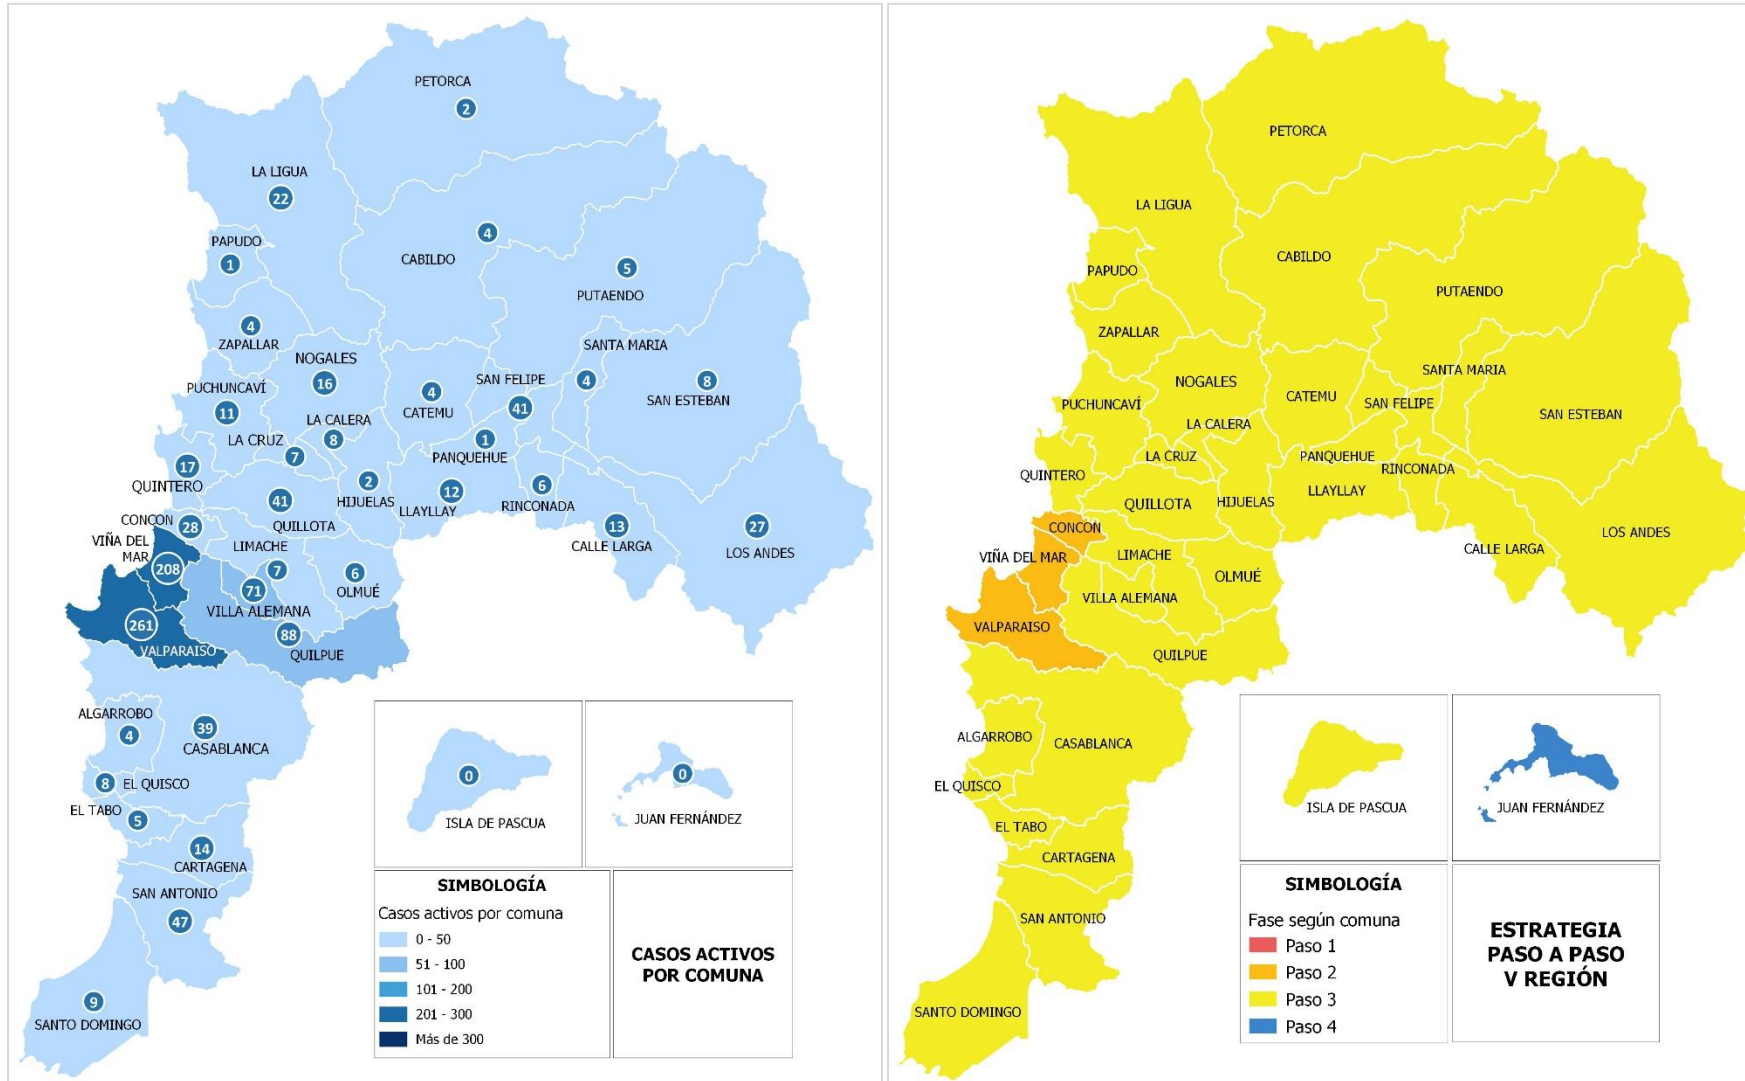 PETORCA
2
LA LIGUA
22
PAPUDO
1
4
CABILDO
5
PUTAENDO
4
ZAPALLAR
NOGALES
16
SANTA MARIA
4
SAN FELIPE
41
8
SAN ESTEBAN
PUCHUNCAVÍ
11
4
CATEMU
LA CALERA
8
LA CRUZ
7
1
PANQUEHUE
17
QUINTERO
2
HIJUELAS
12
LLAYLLAY
6
RINCONADA
41
QUILLOTA
13
CALLE LARGA
27
LOS ANDES
CONCON
28
VIÑA DEL
MAR
208
LIMACHE
7
71
VILLA ALEMANA
6
OLMUÉ
261
VALPARAISO
88
QUILPUE
ALGARROBO
4
39
CASABLANCA
8
EL QUISCO
EL TABO
5
14
CARTAGENA
SAN ANTONIO
47
9
SANTO DOMINGO
0
ISLA DE PASCUA
0
JUAN FERNÁNDEZ
SIMBOLOGÍA
Casos activos por comuna
0 - 50
51 - 100
101 - 200
201 - 300
Más de 300
CASOS ACTIVOS
POR COMUNA
PETORCA
LA LIGUA
CABILDO
PAPUDO
PUTAENDO
ZAPALLAR
SANTA MARIA
NOGALES
PUCHUNCAVÍ
CATEMU
SAN FELIPE
SAN ESTEBAN
LA CALERA
LA CRUZ
PANQUEHUE
RINCONADA
QUINTERO
LLAYLLAY
QUILLOTA
HIJUELAS
CONCON
LOS ANDES
VIÑA DEL MAR
LIMACHE
CALLE LARGA
OLMUÉ
VILLA ALEMANA
VALPARAISO
QUILPUE
ALGARROBO
CASABLANCA
EL QUISCO
EL TABO
CARTAGENA
SAN ANTONIO
SANTO DOMINGO
ISLA DE PASCUA
JUAN FERNÁNDEZ
SIMBOLOGÍA
Fase según comuna
Paso 1
Paso 2
Paso 3
Paso 4
ESTRATEGIA
PASO A PASO
V REGIÓN